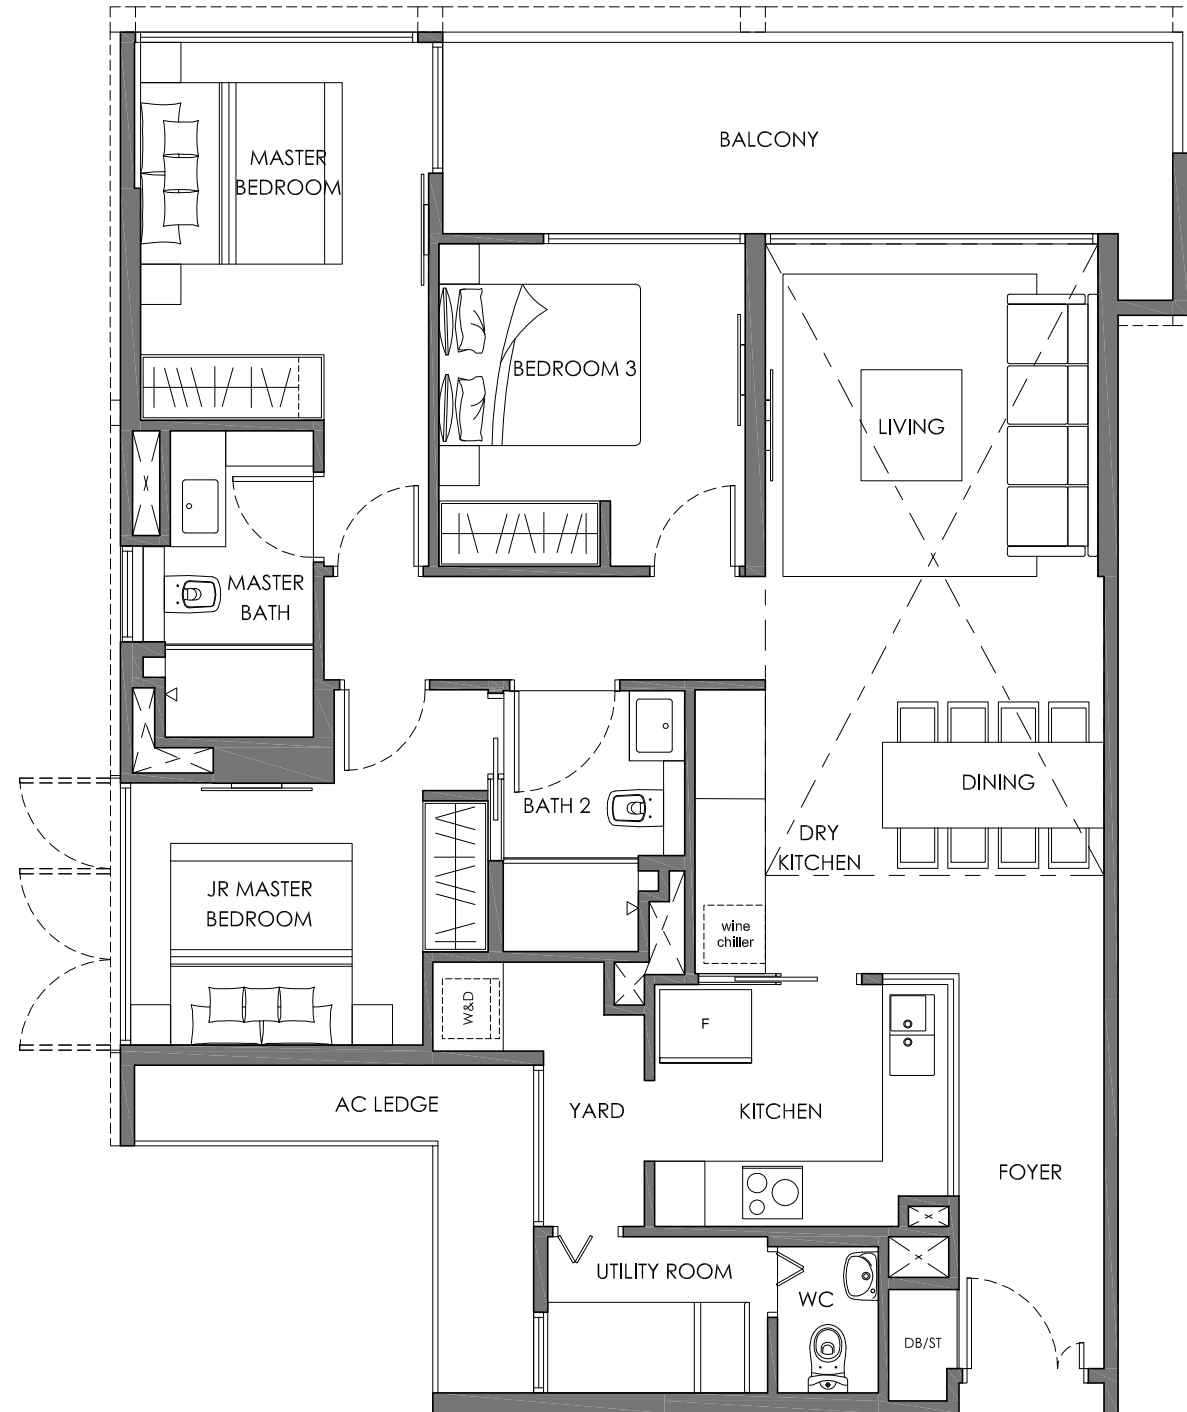 BALCONY
MASTER
BEDROOM
BEDROOM 3
LIVING
MASTER
BATH
DINING
BATH 2
DRY
KITCHEN
JR MASTER
BEDROOM
wine
chiller
W&D
F
AC LEDGE
YARD
KITCHEN
FOYER
UTILITY ROOM
WC
DB/ST